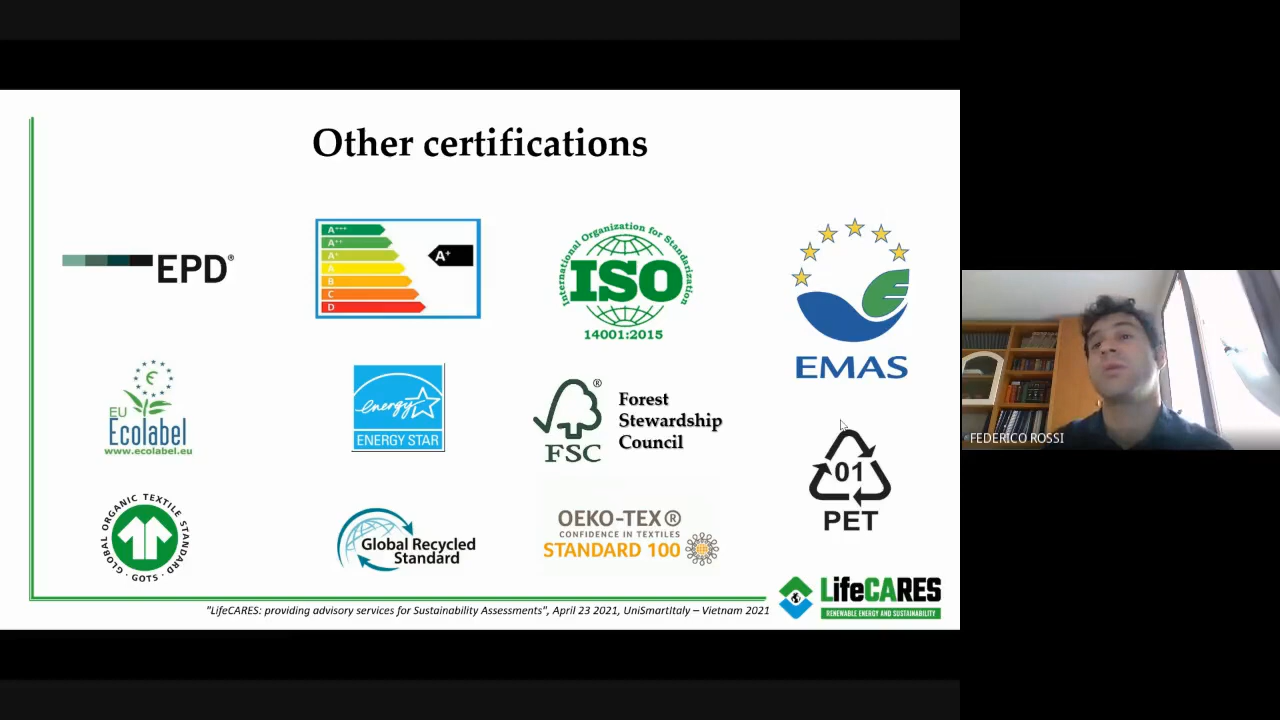 Other certifications
EPD®
A+++
A++
A+
A
B
C
D
A+
International Organization for Standardization
ISO
14001:2015
EMAS
EU
Ecolabel
www.ecolabel.eu
energy
ENERGY STAR
®
FSC
Forest
Stewardship
Council
01
PET
GLOBAL ORGANIC TEXTILE STANDARD
· GOTS ·
Global Recycled
Standard
OEKO-TEX®
CONFIDENCE IN TEXTILES
STANDARD 100
"LifeCARES: providing advisory services for Sustainability Assessments", April 23 2021, UniSmartItaly – Vietnam 2021
LifeCARES
RENEWABLE ENERGY AND SUSTAINABILITY
FEDERICO ROSSI